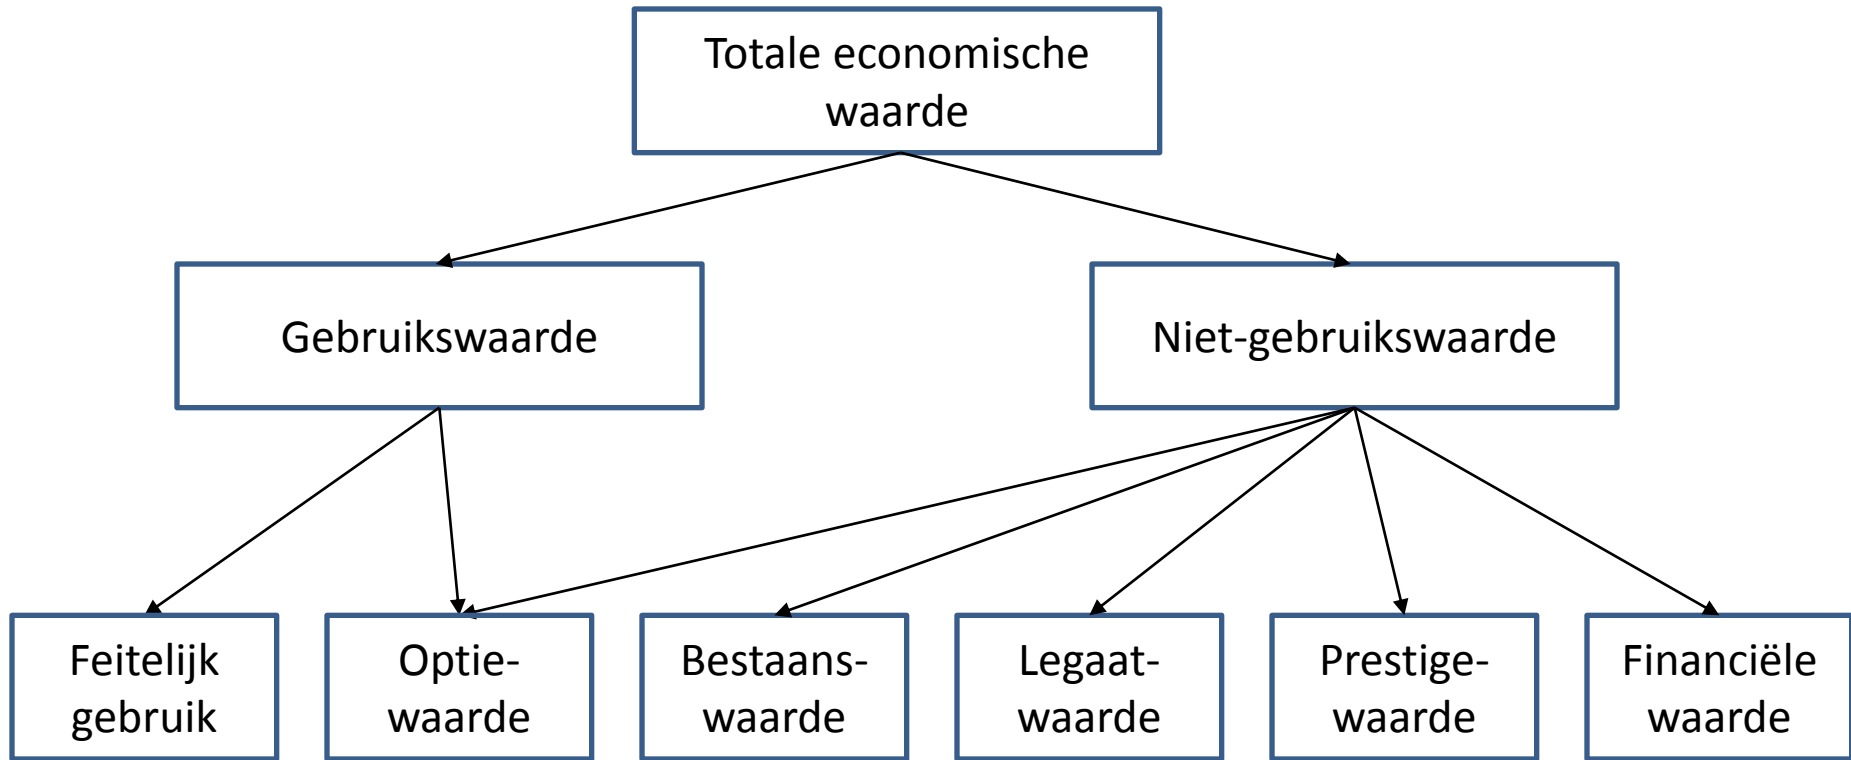 Totale economische
waarde
Gebruikswaarde
Niet-gebruikswaarde
Feitelijk
gebruik
Optie-
waarde
Bestaans-
waarde
Legaat-
waarde
Prestige-
waarde
Financiële
waarde